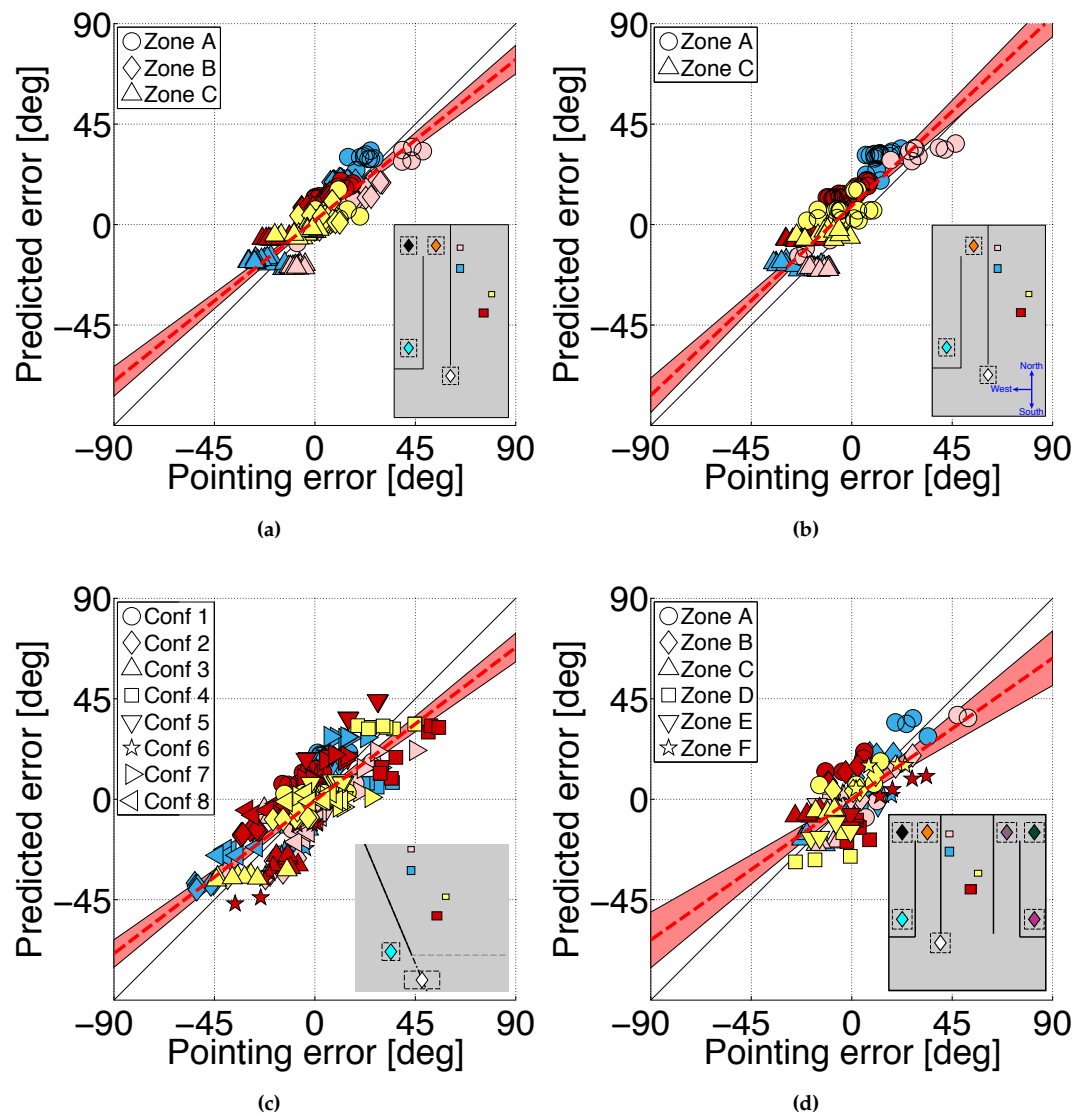 90
45
0
−45
−90
−45
0
45
90
Predicted error [deg]
Pointing error [deg]
Zone A
Zone B
Zone C
(a)
90
45
0
−45
−90
−45
0
45
90
Predicted error [deg]
Pointing error [deg]
Zone A
Zone C
North
West
South
(b)
90
45
0
−45
−90
−45
0
45
90
Predicted error [deg]
Pointing error [deg]
Conf 1
Conf 2
Conf 3
Conf 4
Conf 5
Conf 6
Conf 7
Conf 8
(c)
90
45
0
−45
−90
−45
0
45
90
Predicted error [deg]
Pointing error [deg]
Zone A
Zone B
Zone C
Zone D
Zone E
Zone F
(d)